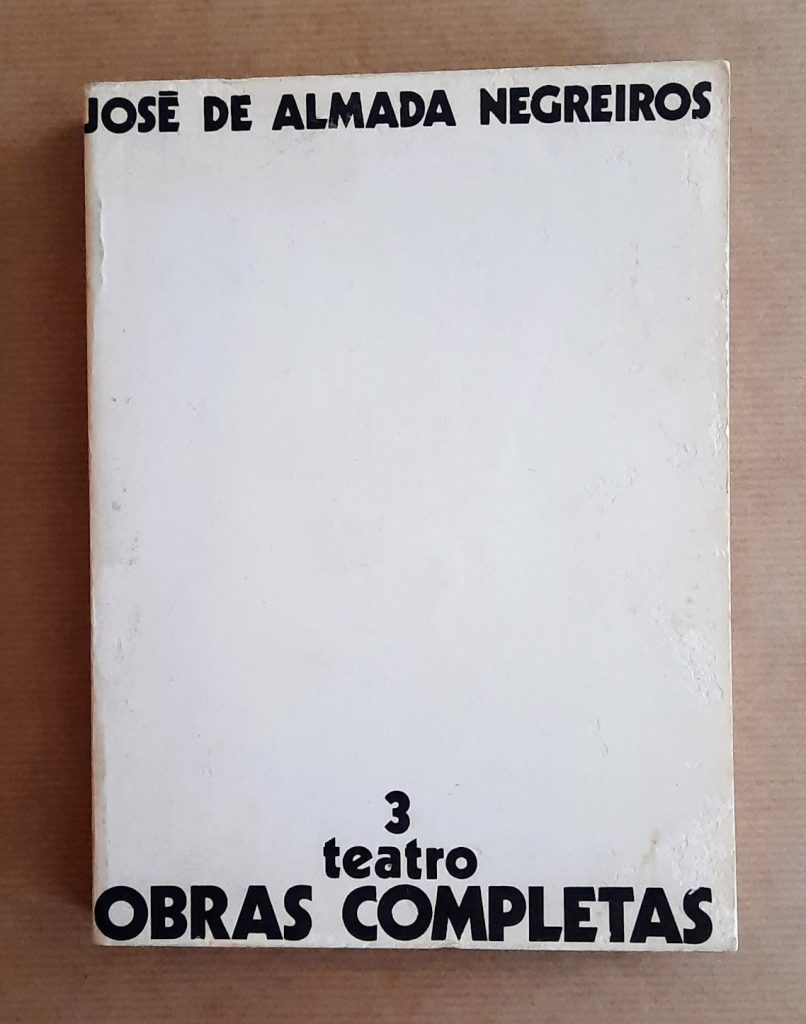 JOSÉ DE ALMADA NEGREIROS
3
teatro
OBRAS COMPLETAS